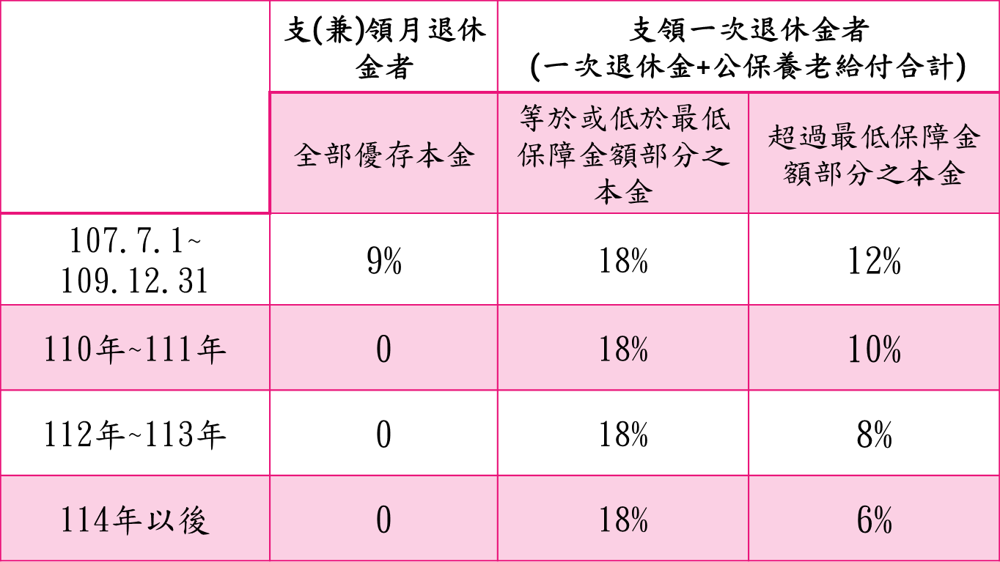 支(兼)領月退休
金者
支領一次退休金者
(一次退休金+公保養老給付合計)
全部優存本金
等於或低於最低
保障金額部分之
本金
超過最低保障金
額部分之本金
107.7.1~
109.12.31
9%
18%
12%
110年~111年
0
18%
10%
112年~113年
0
18%
8%
114年以後
0
18%
6%